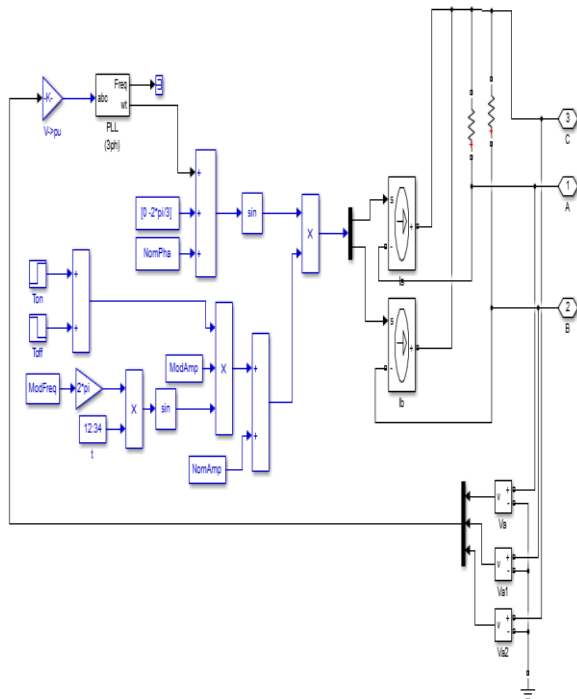 -K-
V->pu
abc
Freq
wt
PLL
(3ph)
3
C
1
A
2
B
+
[0 -2*pi/3]
+
NomPha
+
sin
X
s
+
-
Ia
s
+
-
Ib
Ton
+
Toff
+
ModFreq
2*pi
12:34
t
X
sin
ModAmp
X
+
NomAmp
+
v
+
-
Va
v
+
-
Va1
v
+
-
Va2